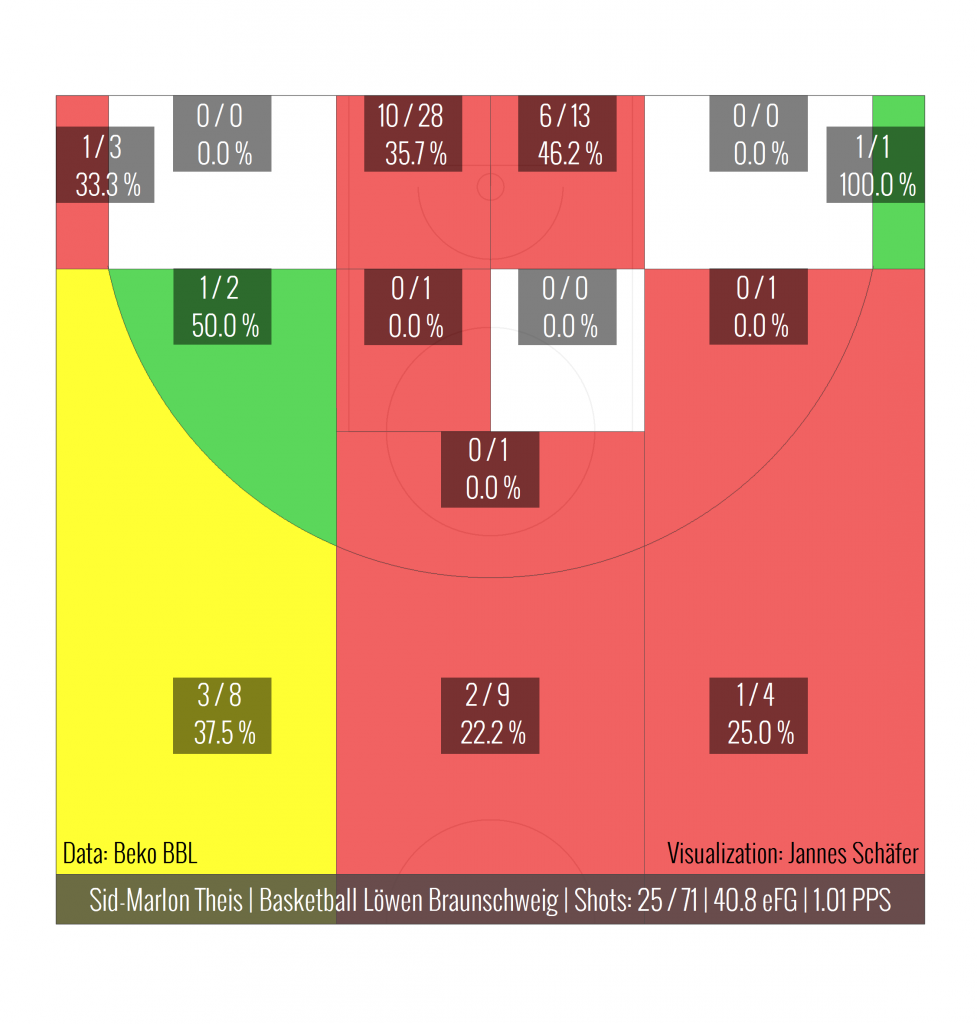 0 / 0
0.0 %
10 / 28
35.7 %
6 / 13
46.2 %
0 / 0
0.0 %
1 / 3
33.3 %
1 / 1
100.0 %
1 / 2
50.0 %
0 / 1
0.0 %
0 / 0
0.0 %
0 / 1
0.0 %
0 / 1
0.0 %
3 / 8
37.5 %
2 / 9
22.2 %
1 / 4
25.0 %
Data: Beko BBL
Visualization: Jannes Schäfer
Sid-Marlon Theis | Basketball Löwen Braunschweig | Shots: 25 / 71 | 40.8 eFG | 1.01 PPS